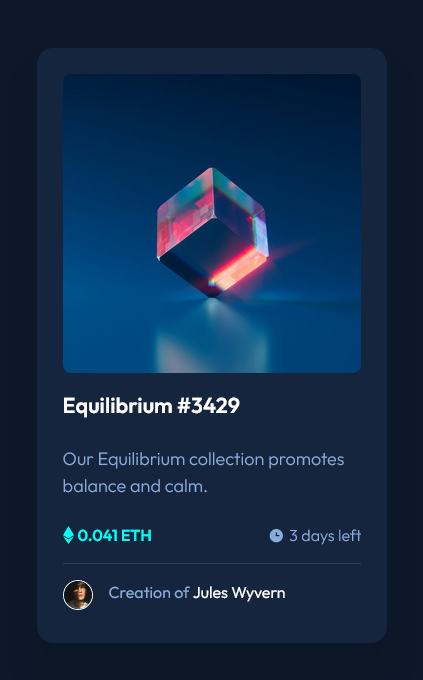 Equilibrium #3429
Our Equilibrium collection promotes
balance and calm.
0.041 ETH
3 days left
Creation of Jules Wyvern